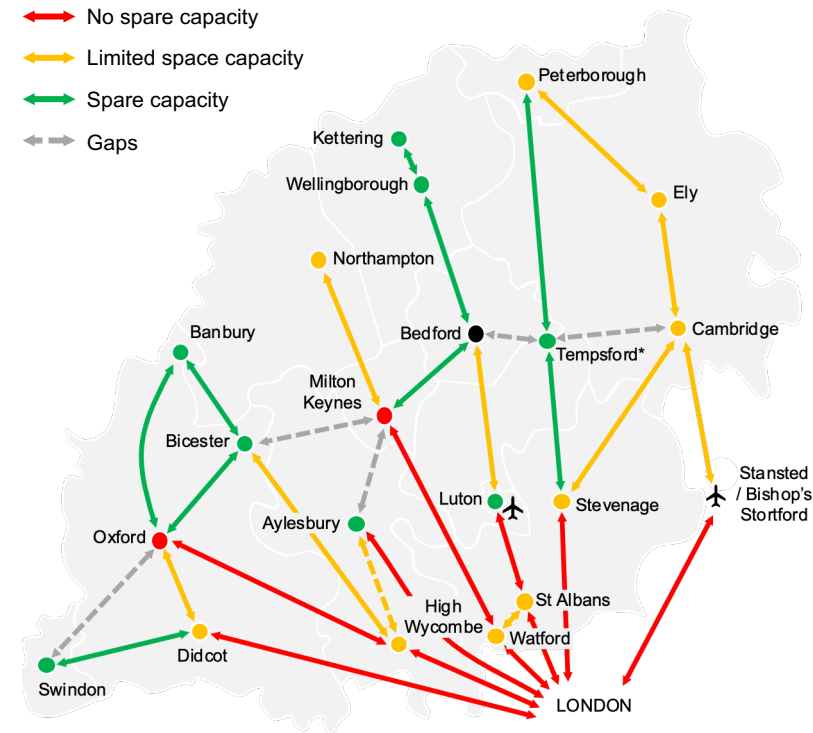 No spare capacity
Limited space capacity
Spare capacity
Gaps
Peterborough
Kettering
Wellingborough
Ely
Northampton
Banbury
Bedford
Cambridge
Tempsford*
Milton
Keynes
Bicester
Luton
Stevenage
Stansted
/ Bishop's
Stortford
Aylesbury
Oxford
High
Wycombe
St Albans
Watford
Didcot
Swindon
LONDON